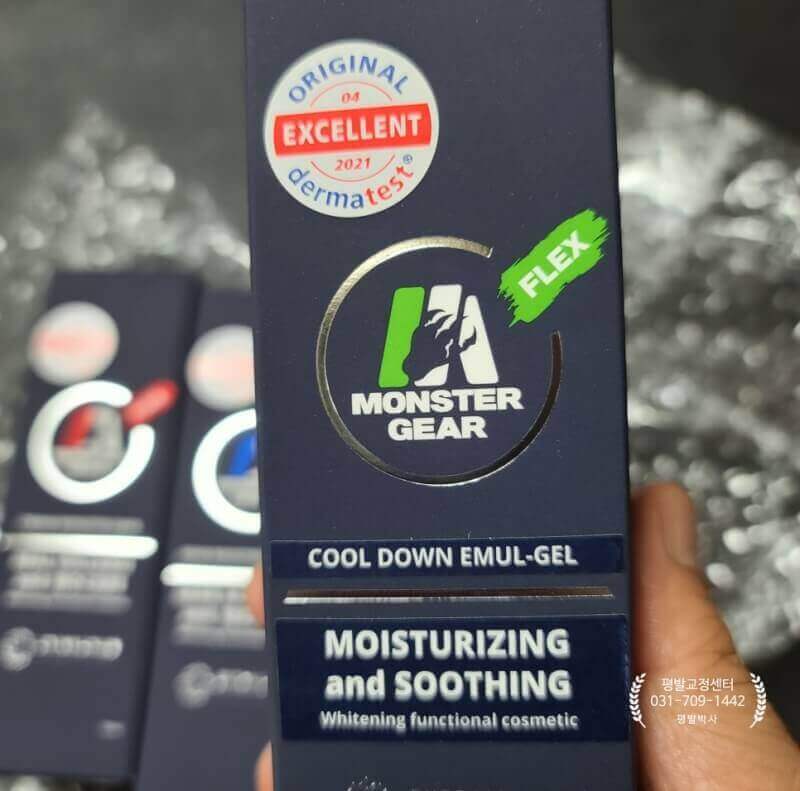 ORIGINAL
04
EXCELLENT
2021
dermatest®
FLEX
MONSTER
GEAR
COOL DOWN EMUL-GEL
MOISTURIZING
and SOOTHING
Whitening functional cosmetic
평발교정센터
031-709-1442
평발박사